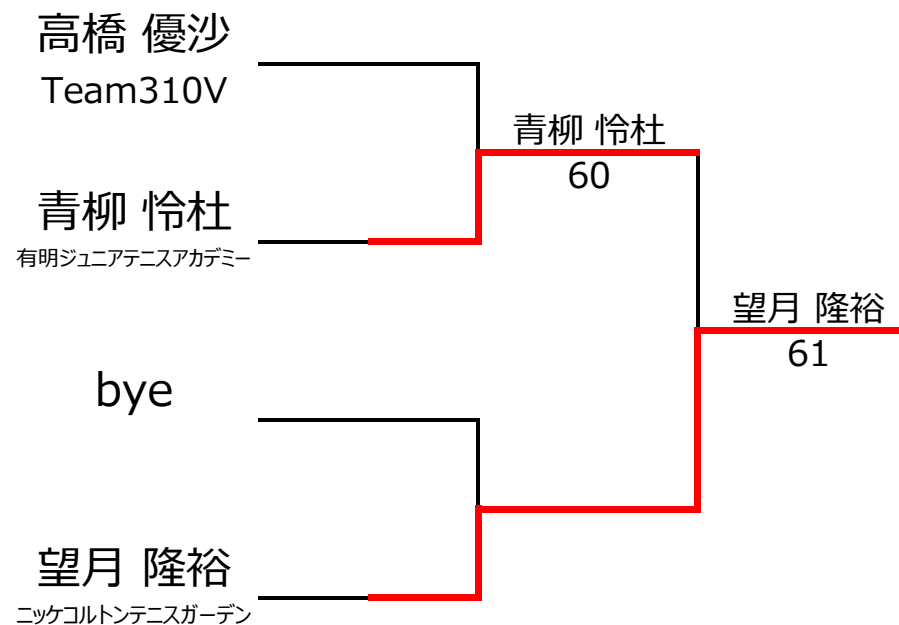 高橋 優沙
Team310V
青柳 怜杜
60
青柳 怜杜
有明ジュニアテニスアカデミー
望月 隆裕
61
bye
望月 隆裕
ニッケコルトンテニスガーデン